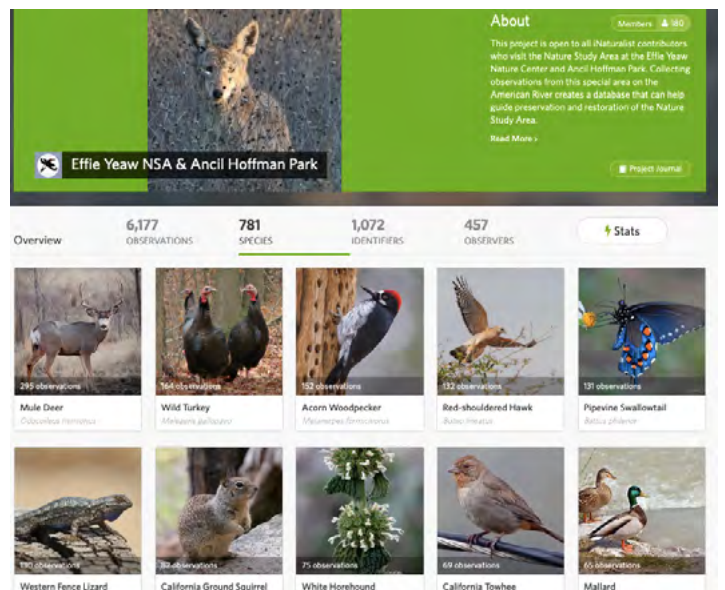 About
Members 180
This project is open to all iNaturalist contributors
who visit the Nature Study Area at the Effie Yeaw
Nature Center and Ancil Hoffman Park. Collecting
observations from this special area on the
American River creates a database that can help
guide preservation and restoration of the Nature
Study Area.
Read More >
Effie Yeaw NSA & Ancil Hoffman Park
Project Journal
Overview
6,177
OBSERVATIONS
781
SPECIES
1,072
IDENTIFIERS
457
OBSERVERS
Stats
295 observations
164 observations
152 observations
132 observations
131 observations
Mule Deer
Wild Turkey
Acorn Woodpecker
Red-shouldered Hawk
Pipevine Swallowtail
Odocoileus hemionus
Meleagris gallopavo
Melanerpes formicivorus
Buteo lineatus
Battus philenor
130 observations
observations
75 observations
69 observations
65 observations
Western Fence Lizard
California Ground Squirrel
White Horehound
California Towhee
Mallard